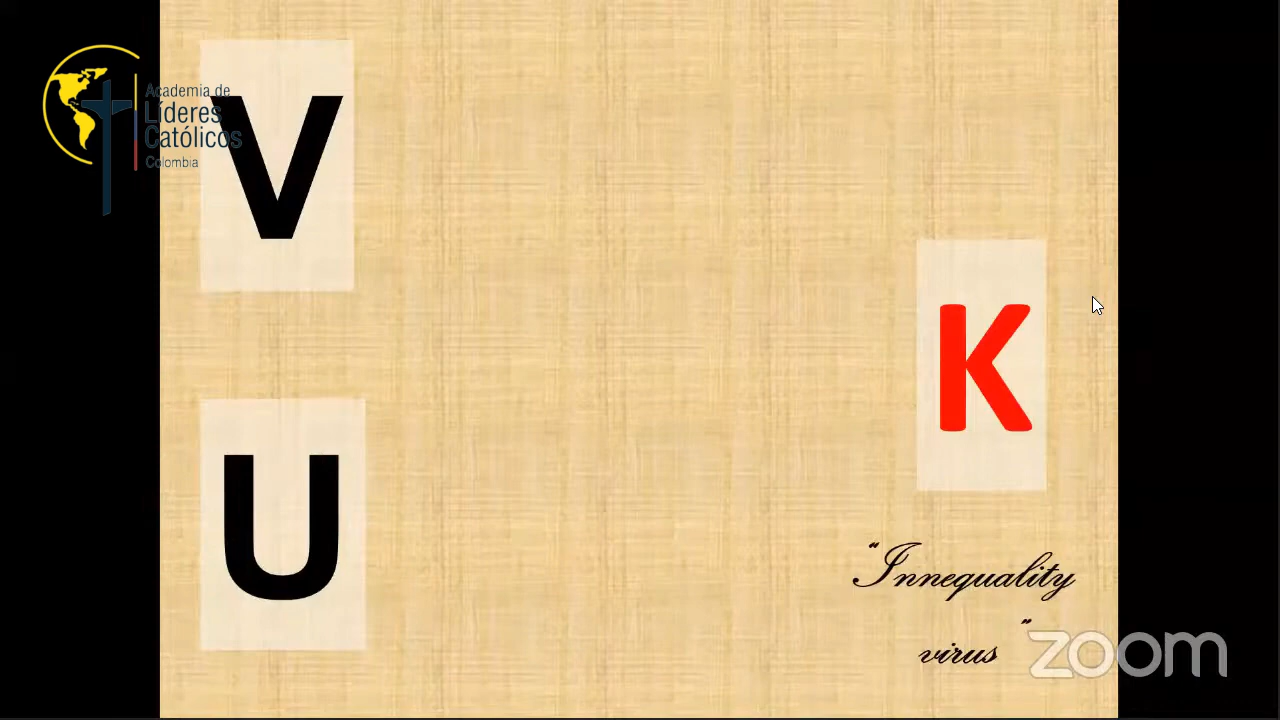 Academia de
Líderes
Católicos
Colombia
V
K
U
"Innequality
virus "
zoom